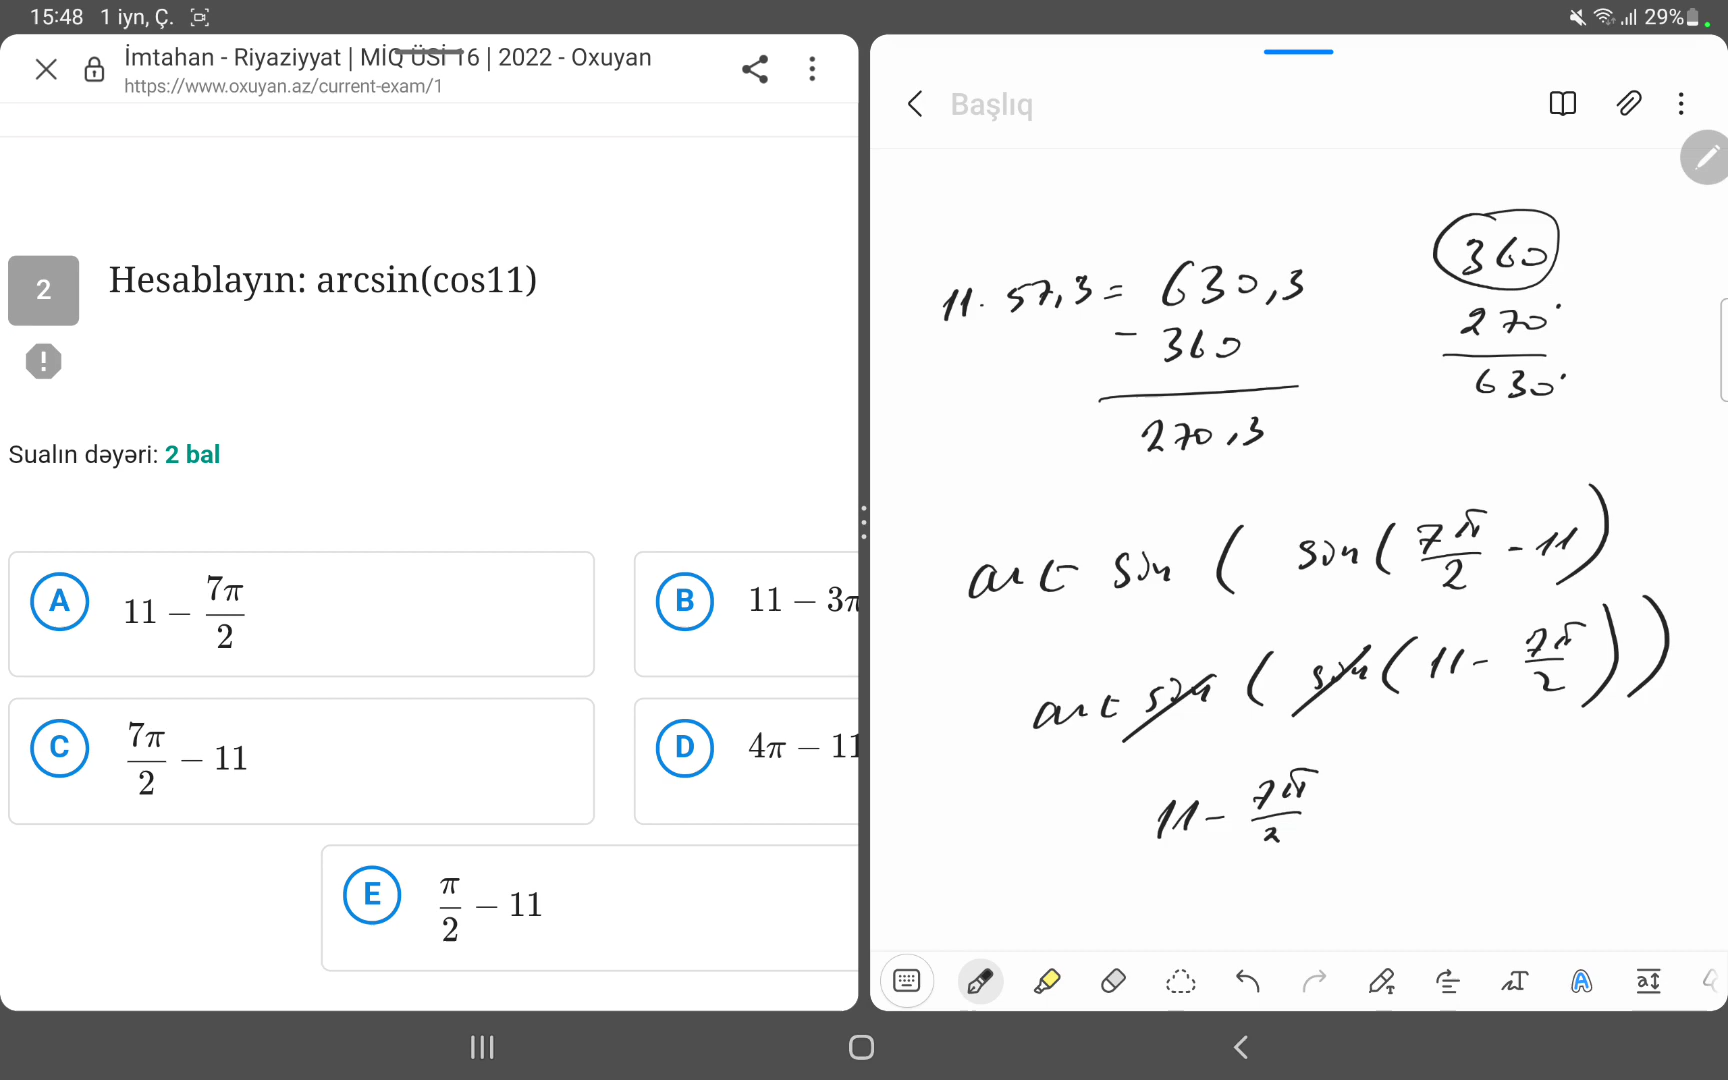 15:48 1 iyn, Ç. 29%
İmtahan - Riyaziyyat | MİQ ÜSİ 16 | 2022 - Oxuyan
https://www.oxuyan.az/current-exam/1
2 Hesablayın: arcsin(cos11)
!
Sualın dəyəri: 2 bal
A 11 − 7π/2
B 11 − 3π
C 7π/2 − 11
D 4π − 11
E π/2 − 11
Başlıq
11 · 57,3 = 630,3
− 360
270,3
360
270°
630°
arc sin ( sin ( 7π/2 - 11 )
arc sin ( sin ( 11 - 7π/2 ) )
11 - 7π/2